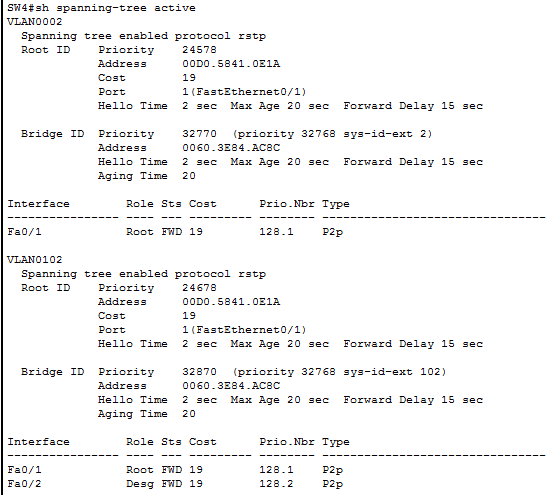 SW4#sh spanning-tree active
VLAN0002
  Spanning tree enabled protocol rstp
  Root ID    Priority    24578
             Address     00D0.5841.0E1A
             Cost        19
             Port        1(FastEthernet0/1)
             Hello Time  2 sec  Max Age 20 sec  Forward Delay 15 sec

  Bridge ID  Priority    32770  (priority 32768 sys-id-ext 2)
             Address     0060.3E84.AC8C
             Hello Time  2 sec  Max Age 20 sec  Forward Delay 15 sec
             Aging Time  20

Interface        Role Sts Cost      Prio.Nbr Type
---------------- ---- --- --------- -------- --------------------------------
Fa0/1            Root FWD 19        128.1    P2p

VLAN0102
  Spanning tree enabled protocol rstp
  Root ID    Priority    24678
             Address     00D0.5841.0E1A
             Cost        19
             Port        1(FastEthernet0/1)
             Hello Time  2 sec  Max Age 20 sec  Forward Delay 15 sec

  Bridge ID  Priority    32870  (priority 32768 sys-id-ext 102)
             Address     0060.3E84.AC8C
             Hello Time  2 sec  Max Age 20 sec  Forward Delay 15 sec
             Aging Time  20

Interface        Role Sts Cost      Prio.Nbr Type
---------------- ---- --- --------- -------- --------------------------------
Fa0/1            Root FWD 19        128.1    P2p
Fa0/2            Desg FWD 19        128.2    P2p